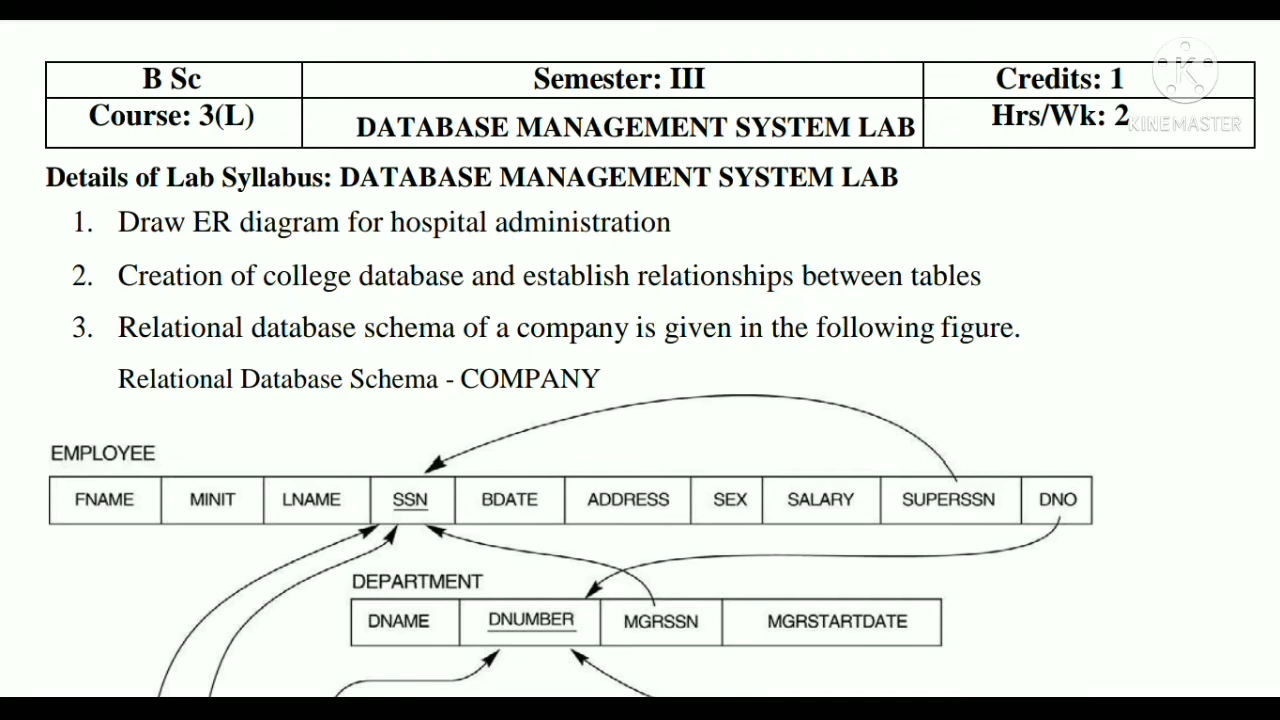 B Sc Semester: III Credits: 1
Course: 3(L) DATABASE MANAGEMENT SYSTEM LAB Hrs/Wk: 2
KINEMASTER
Details of Lab Syllabus: DATABASE MANAGEMENT SYSTEM LAB
1. Draw ER diagram for hospital administration
2. Creation of college database and establish relationships between tables
3. Relational database schema of a company is given in the following figure.
Relational Database Schema - COMPANY
EMPLOYEE
FNAME MINIT LNAME SSN BDATE ADDRESS SEX SALARY SUPERSSN DNO
DEPARTMENT
DNAME DNUMBER MGRSSN MGRSTARTDATE